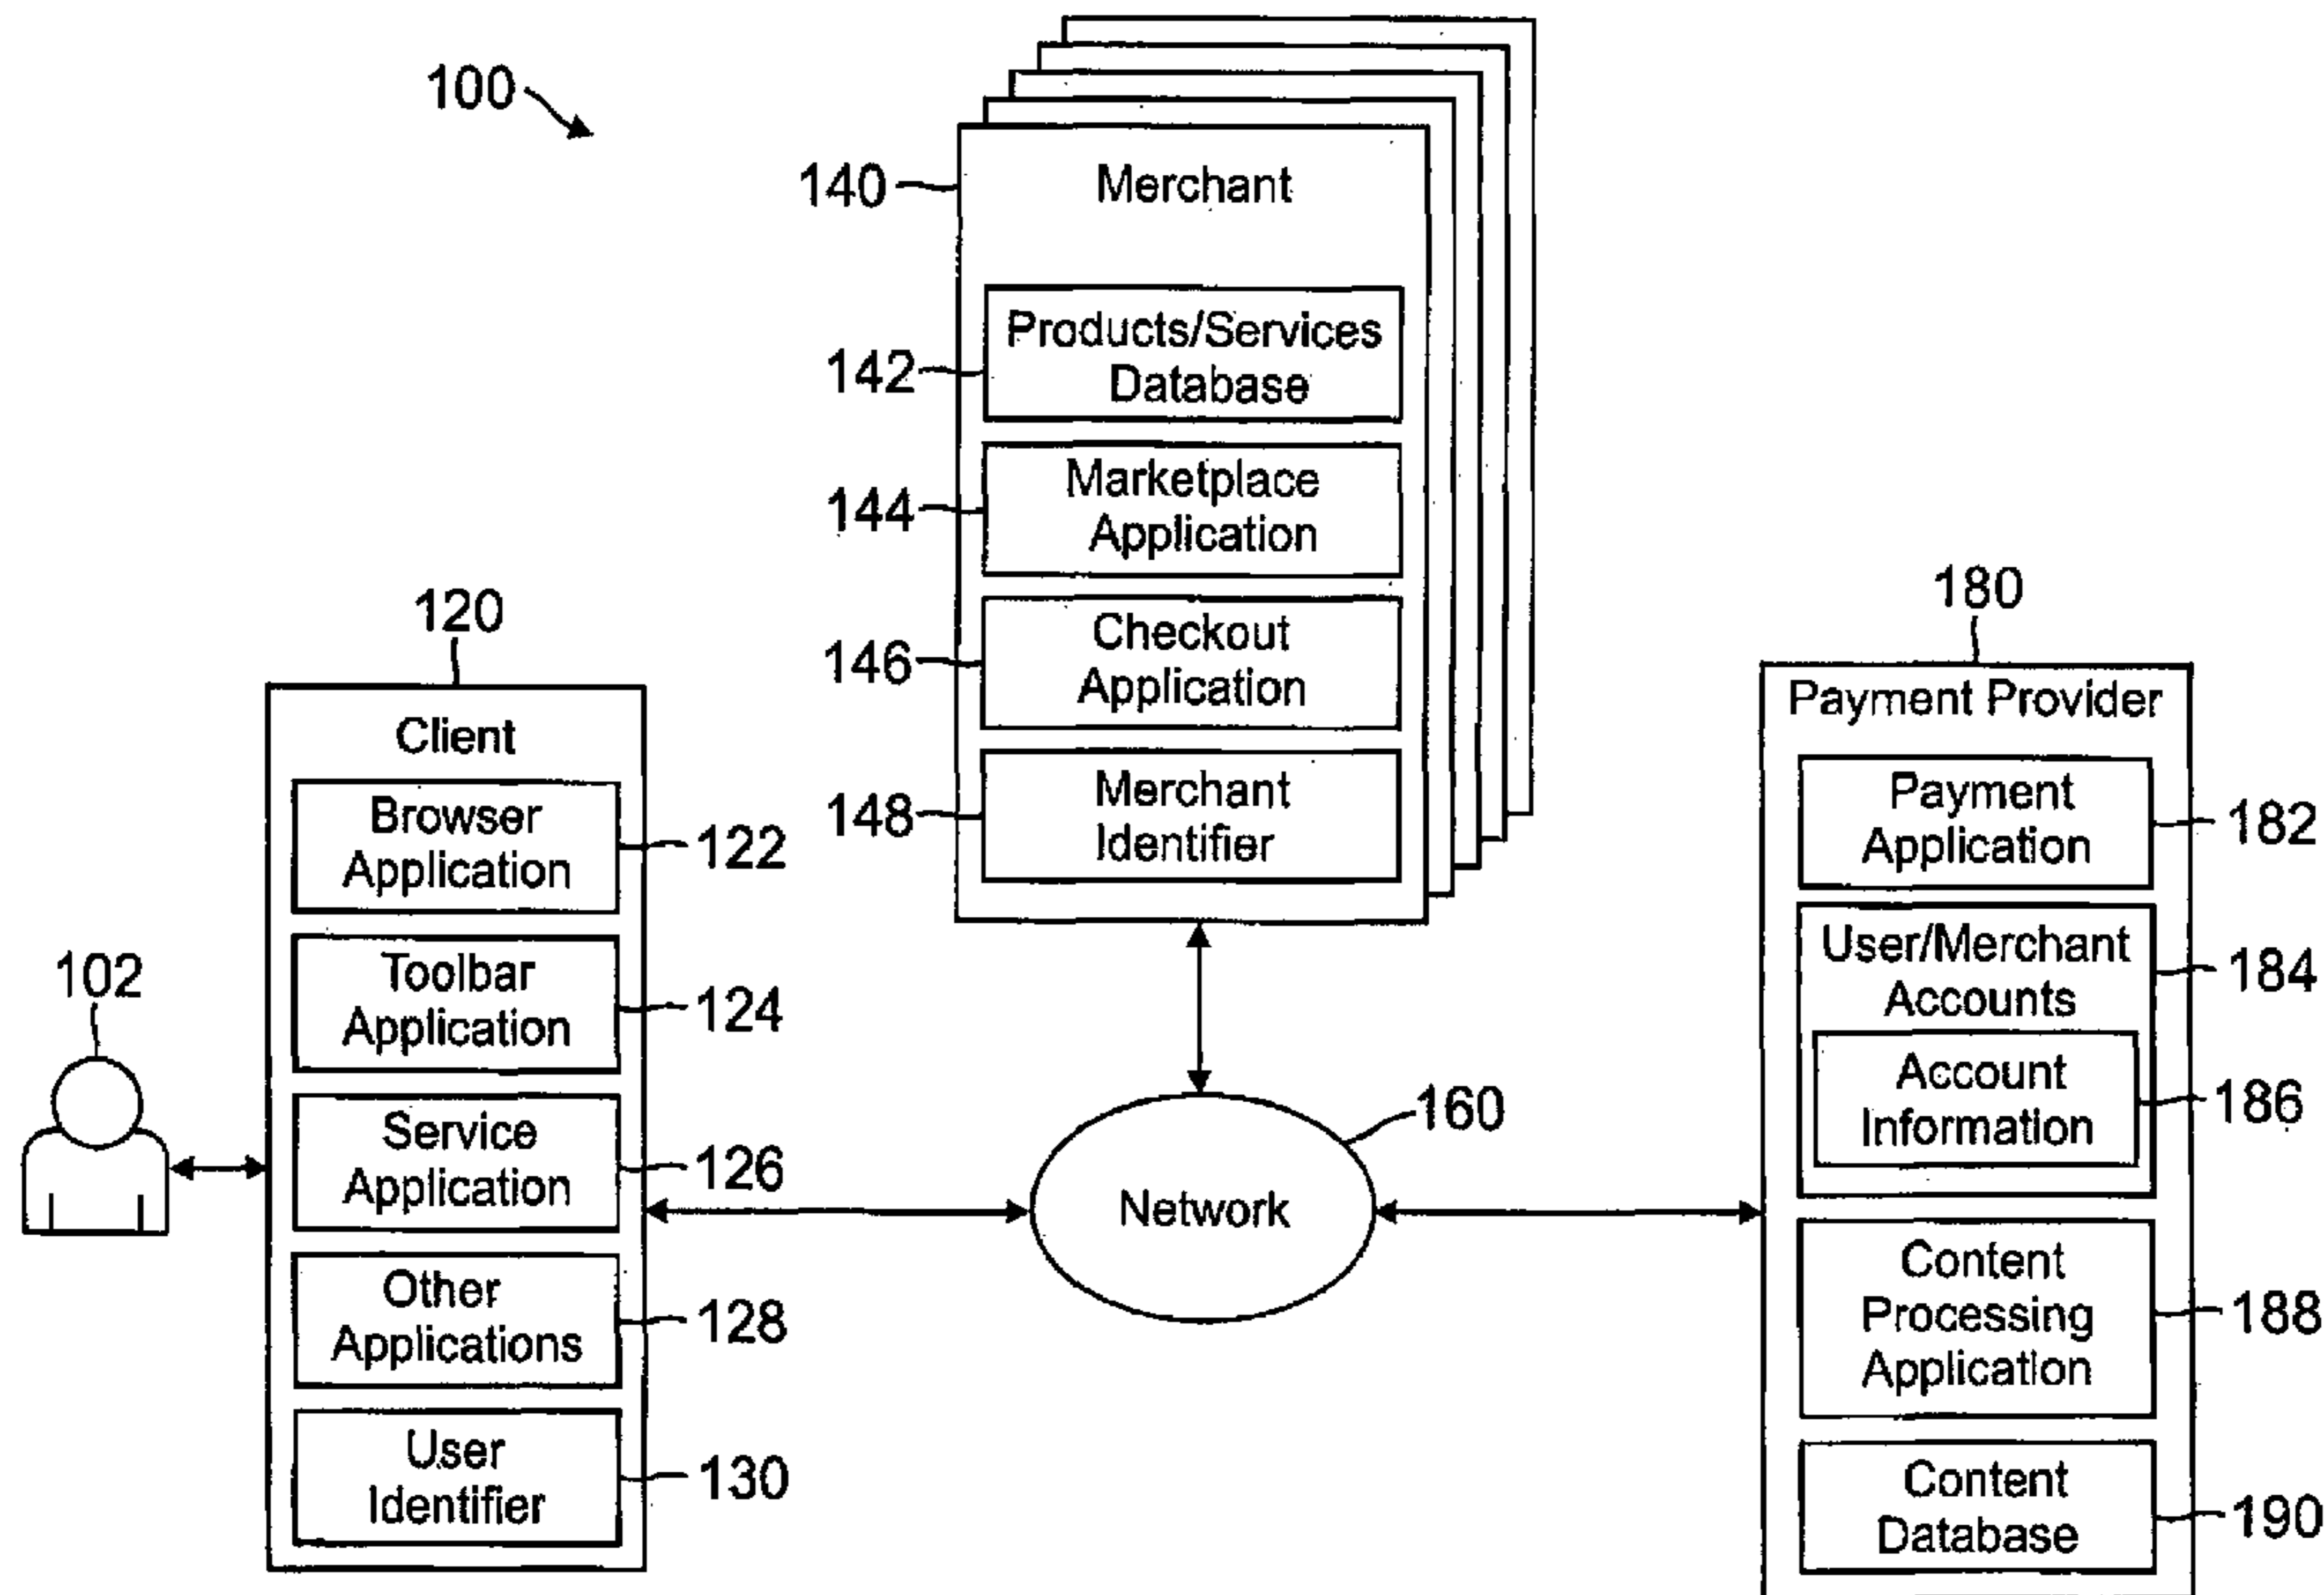 100
140
Merchant
142
Products/Services
Database
144
Marketplace
Application
146
Checkout
Application
148
Merchant
Identifier
102
120
Client
Browser
Application
122
Toolbar
Application
124
Service
Application
126
Other
Applications
128
User
Identifier
130
160
Network
180
Payment Provider
Payment
Application
182
User/Merchant
Accounts
184
Account
Information
186
Content
Processing
Application
188
Content
Database
190